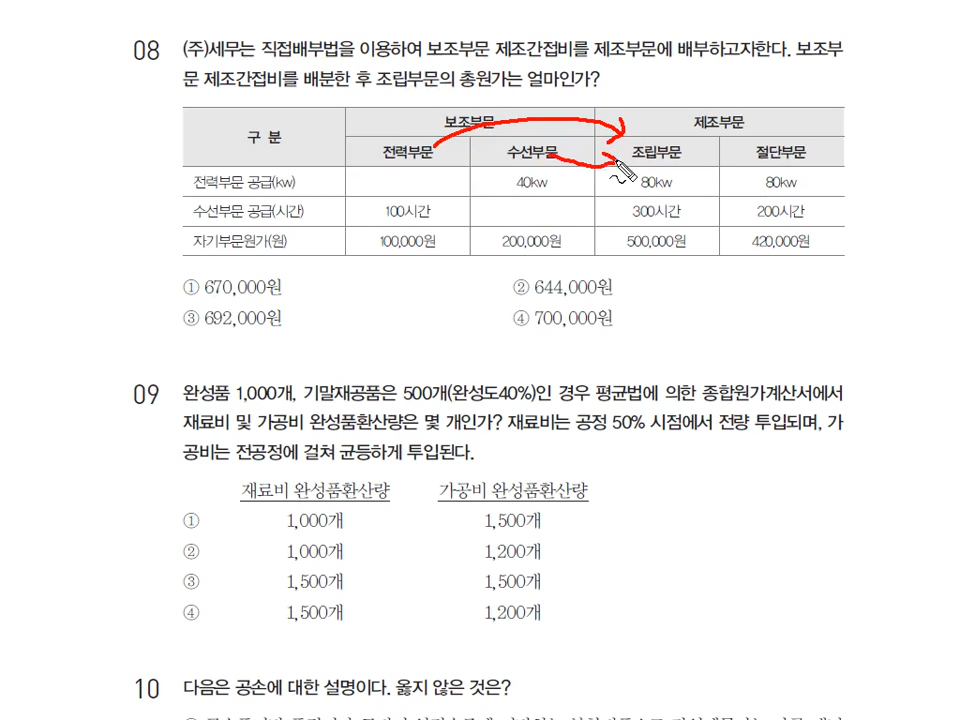 08 (주)세무는 직접배부법을 이용하여 보조부문 제조간접비를 제조부문에 배부하고자한다. 보조부
문 제조간접비를 배분한 후 조립부문의 총원가는 얼마인가?
구 분 보조부문 제조부문
전력부문 수선부문 조립부문 절단부문
전력부문 공급(kw) 40kw 80kw 80kw
수선부문 공급(시간) 100시간 300시간 200시간
자기부문원가(원) 100,000원 200,000원 500,000원 420,000원
① 670,000원 ② 644,000원
③ 692,000원 ④ 700,000원
09 완성품 1,000개, 기말재공품은 500개(완성도40%)인 경우 평균법에 의한 종합원가계산서에서
재료비 및 가공비 완성품환산량은 몇 개인가? 재료비는 공정 50% 시점에서 전량 투입되며, 가
공비는 전공정에 걸쳐 균등하게 투입된다.
재료비 완성품환산량 가공비 완성품환산량
① 1,000개 1,500개
② 1,000개 1,200개
③ 1,500개 1,500개
④ 1,500개 1,200개
10 다음은 공손에 대한 설명이다. 옳지 않은 것은?